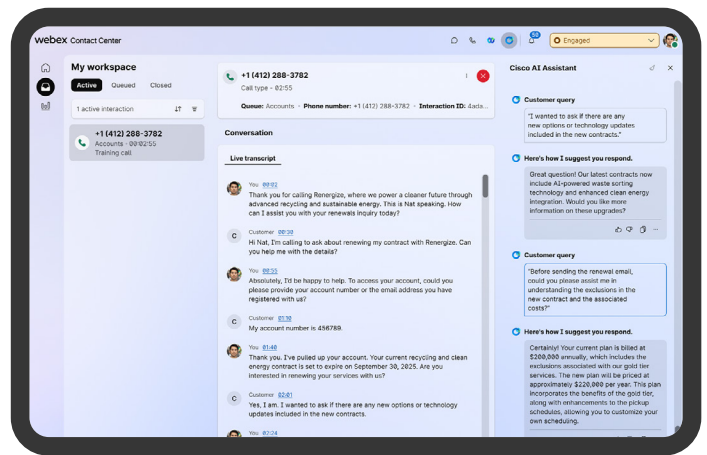 webex Contact Center
50
Engaged
My workspace
Active Queued Closed
1 active interaction
+1 (412) 288-3782
Accounts - 00:02:55
Training call
+1 (412) 288-3782
Call type - 02:55
Queue: Accounts • Phone number: +1 (412) 288-3782 • Interaction ID: 4ada...
Conversation
Live transcript
You 00:02
Thank you for calling Renergize, where we power a cleaner future through
advanced recycling and sustainable energy. This is Nat speaking. How
can I assist you with your renewals inquiry today?
C
Customer 00:30
Hi Nat, I'm calling to ask about renewing my contract with Renergize. Can
you help me with the details?
You 00:55
Absolutely, I'd be happy to help. To access your account, could you
please provide your account number or the email address you have
registered with us?
C
Customer 01:10
My account number is 456789.
You 01:40
Thank you. I've pulled up your account. Your current recycling and clean
energy contract is set to expire on September 30, 2025. Are you
interested in renewing your services with us?
C
Customer 02:01
Yes, I am. I wanted to ask if there are any new options or technology
updates included in the new contracts.
You 02:24
Cisco AI Assistant
Customer query
"I wanted to ask if there are any
new options or technology updates
included in the new contracts."
Here's how I suggest you respond.
Great question! Our latest contracts now
include AI-powered waste sorting
technology and enhanced clean energy
integration. Would you like more
information on these upgrades?
Customer query
"Before sending the renewal email,
could you please assist me in
understanding the exclusions in the
new contract and the associated
costs?"
Here's how I suggest you respond.
Certainly! Your current plan is billed at
$200,000 annually, which includes the
exclusions associated with our gold tier
services. The new plan will be priced at
approximately $220,000 per year. This plan
incorporates the benefits of the gold tier,
along with enhancements to the pickup
schedules, allowing you to customize your
own scheduling.